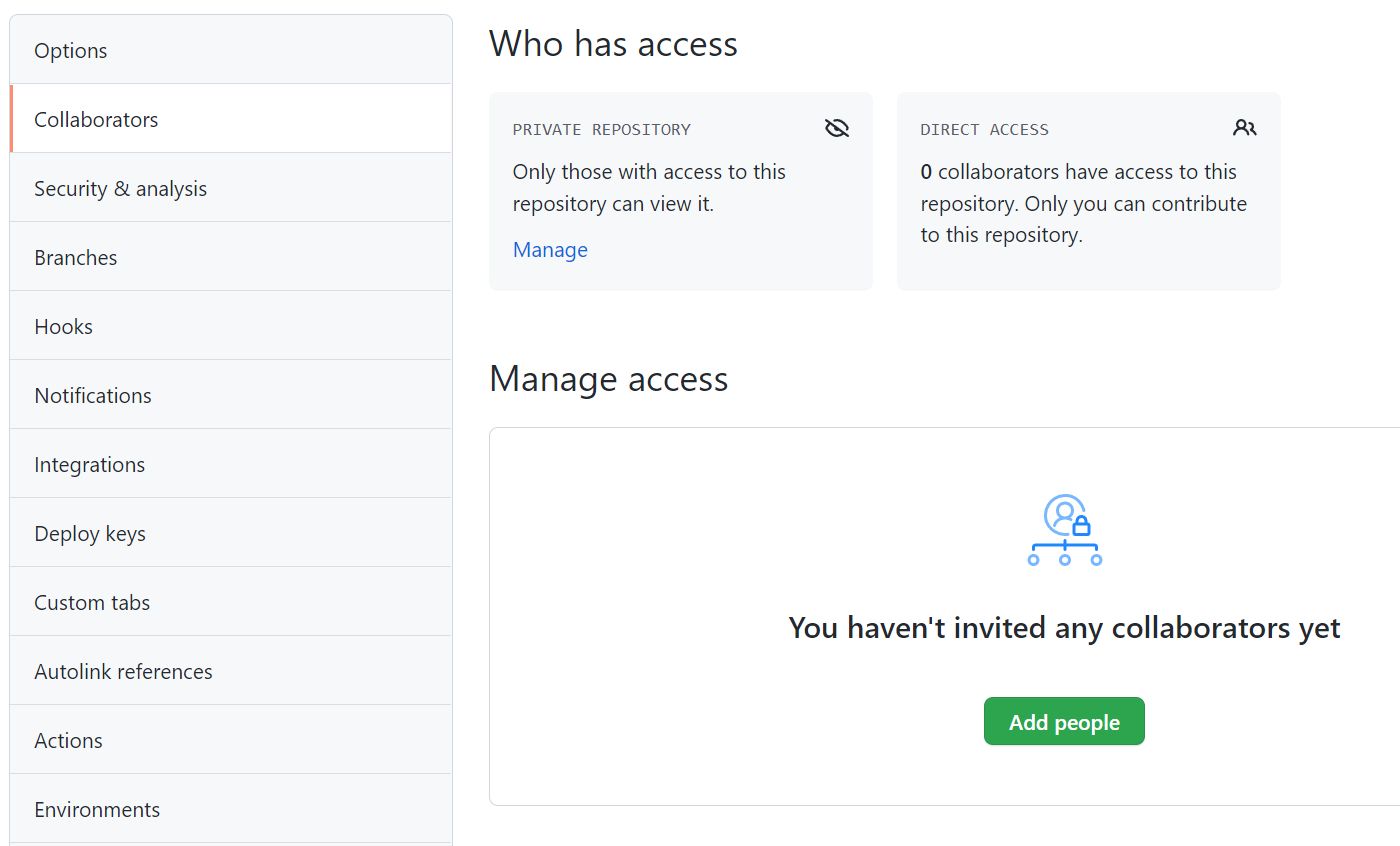 Options
Collaborators
Security & analysis
Branches
Hooks
Notifications
Integrations
Deploy keys
Custom tabs
Autolink references
Actions
Environments
Who has access
PRIVATE REPOSITORY
Only those with access to this
repository can view it.
Manage
DIRECT ACCESS
0 collaborators have access to this
repository. Only you can contribute
to this repository.
Manage access
You haven't invited any collaborators yet
Add people